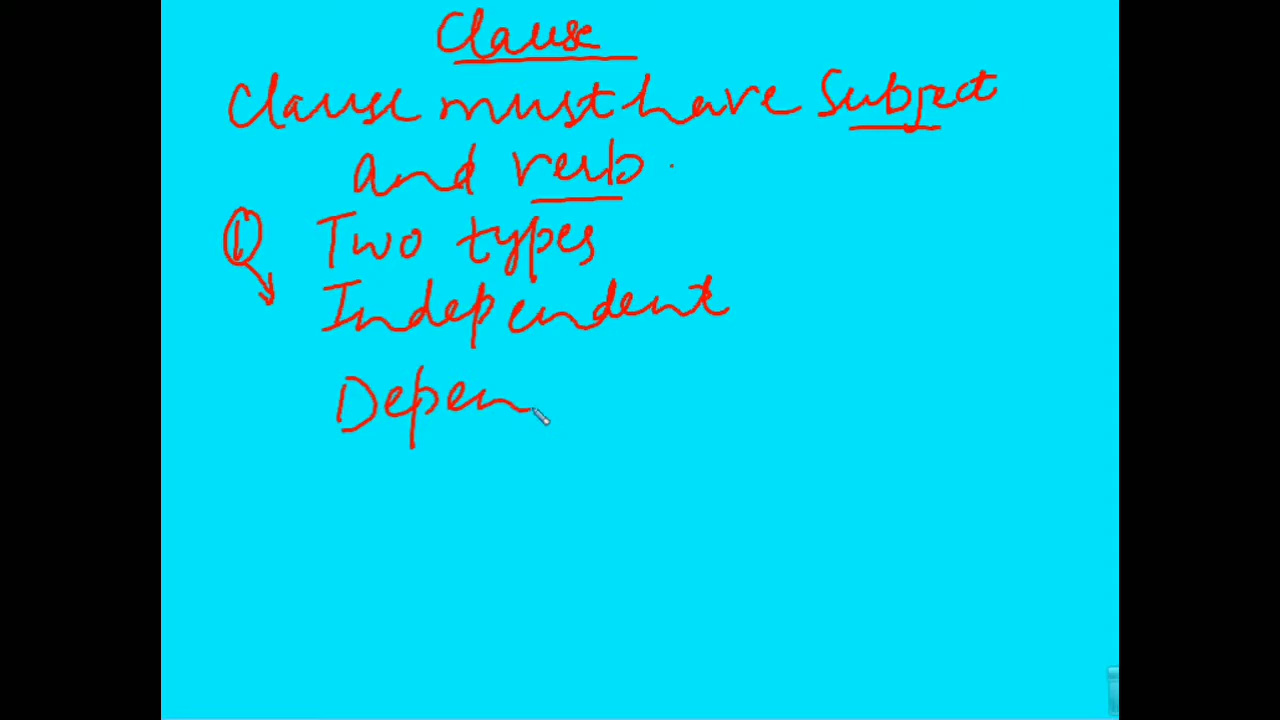 Clause
Clause must have Subject
and verb.
① Two types
Independent
Depen